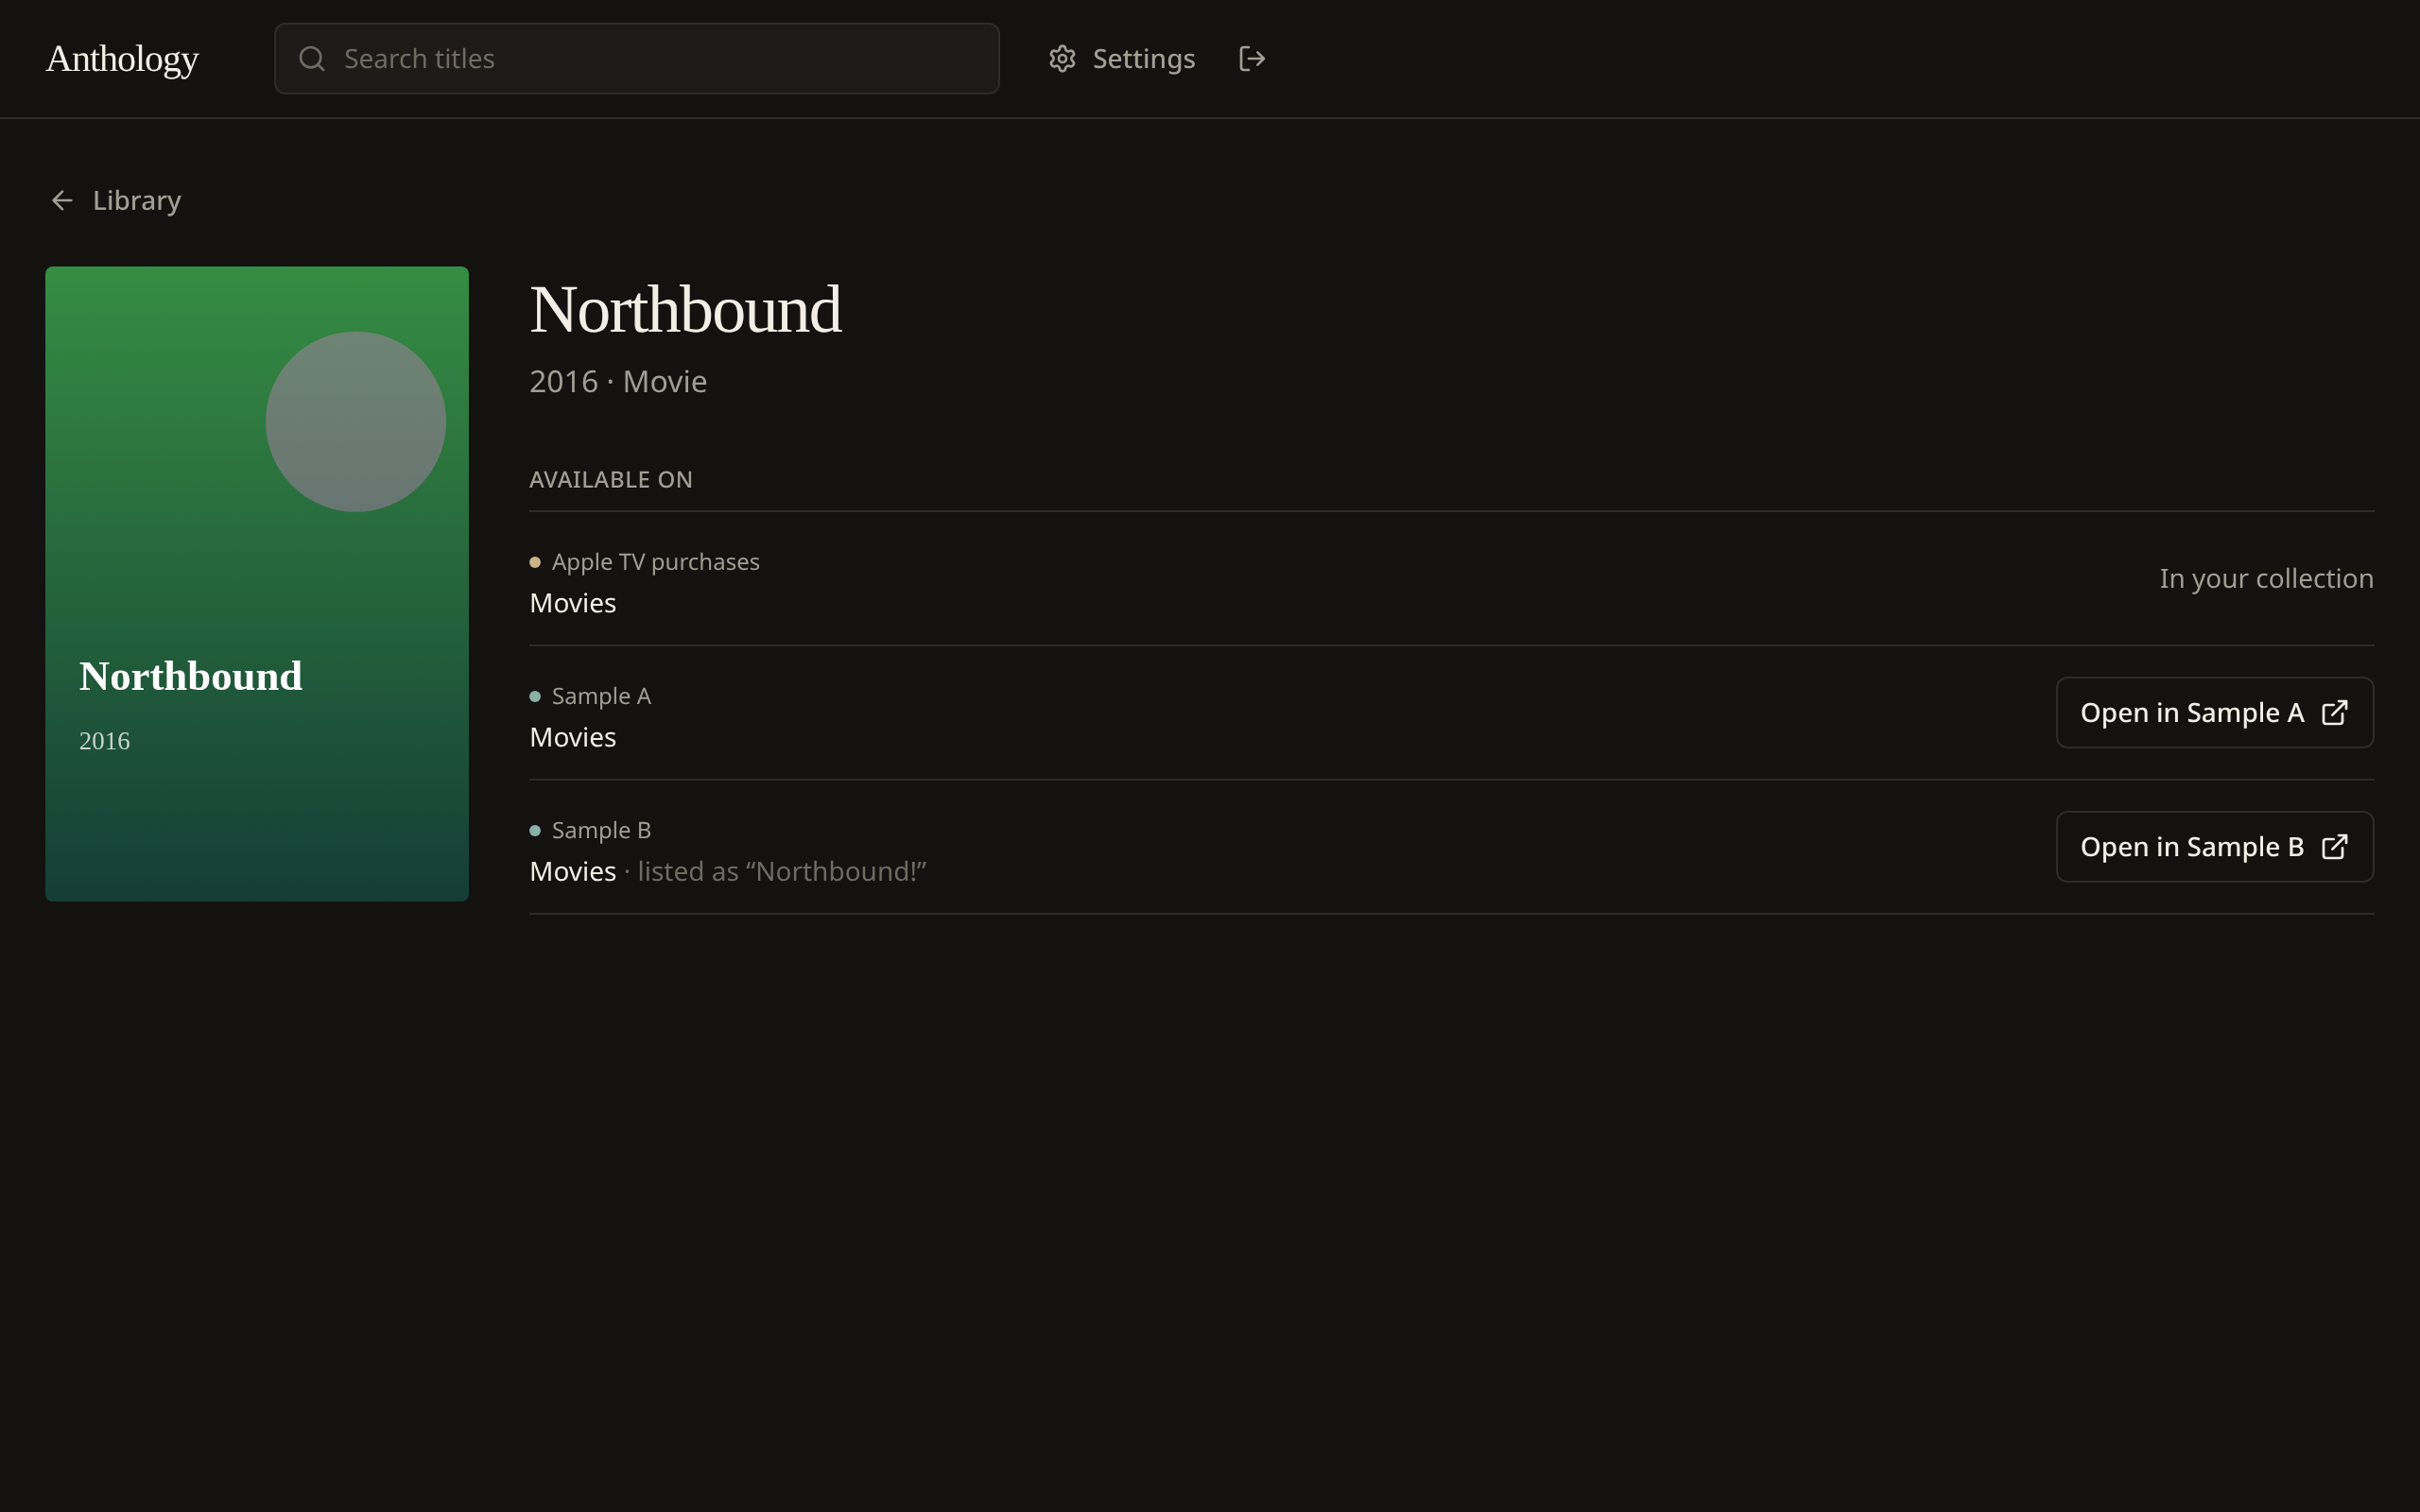 Anthology
Search titles
Settings
Library
Northbound
2016
Northbound
2016 · Movie
AVAILABLE ON
Apple TV purchases
Movies
In your collection
Sample A
Movies
Open in Sample A
Sample B
Movies · listed as “Northbound!”
Open in Sample B